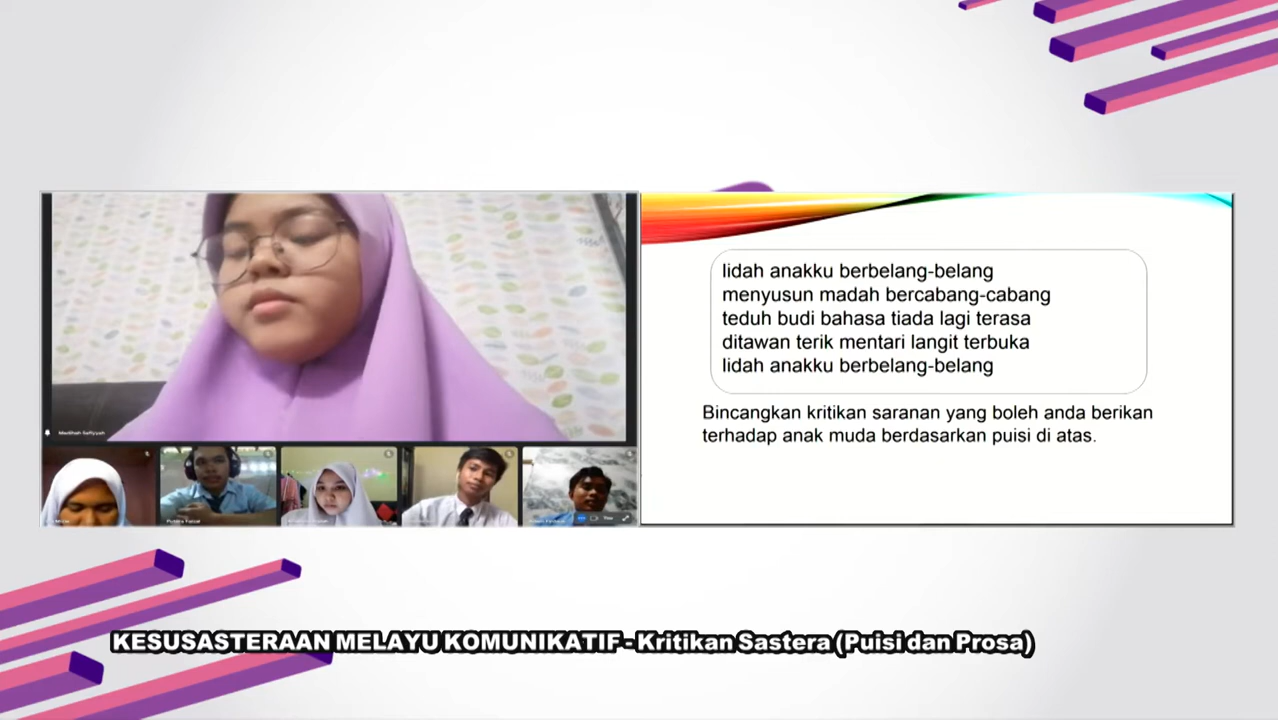 lidah anakku berbelang-belang
menyusun madah bercabang-cabang
teduh budi bahasa tiada lagi terasa
ditawan terik mentari langit terbuka
lidah anakku berbelang-belang
Bincangkan kritikan saranan yang boleh anda berikan
terhadap anak muda berdasarkan puisi di atas.
KESUSASTERAAN MELAYU KOMUNIKATIF - Kritikan Sastera (Puisi dan Prosa)